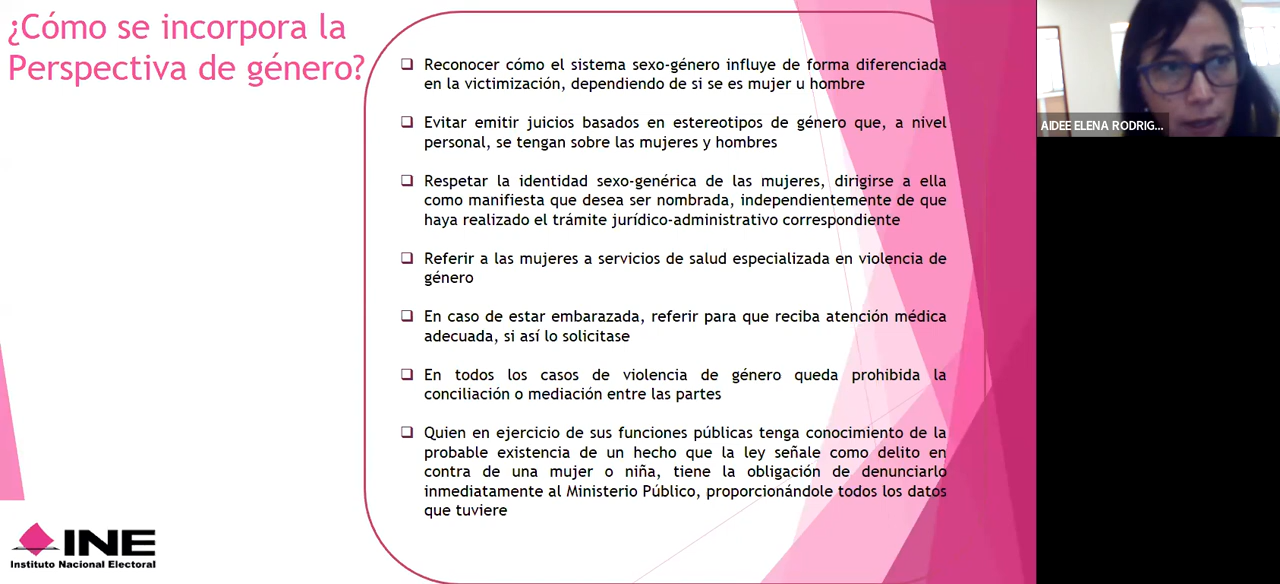 ¿Cómo se incorpora la
Perspectiva de género?
❑ Reconocer cómo el sistema sexo-género influye de forma diferenciada
en la victimización, dependiendo de si se es mujer u hombre
❑ Evitar emitir juicios basados en estereotipos de género que, a nivel
personal, se tengan sobre las mujeres y hombres
❑ Respetar la identidad sexo-genérica de las mujeres, dirigirse a ella
como manifiesta que desea ser nombrada, independientemente de que
haya realizado el trámite jurídico-administrativo correspondiente
❑ Referir a las mujeres a servicios de salud especializada en violencia de
género
❑ En caso de estar embarazada, referir para que reciba atención médica
adecuada, si así lo solicitase
❑ En todos los casos de violencia de género queda prohibida la
conciliación o mediación entre las partes
❑ Quien en ejercicio de sus funciones públicas tenga conocimiento de la
probable existencia de un hecho que la ley señale como delito en
contra de una mujer o niña, tiene la obligación de denunciarlo
inmediatamente al Ministerio Público, proporcionándole todos los datos
que tuviere
INE
Instituto Nacional Electoral
AIDEE ELENA RODRIG...